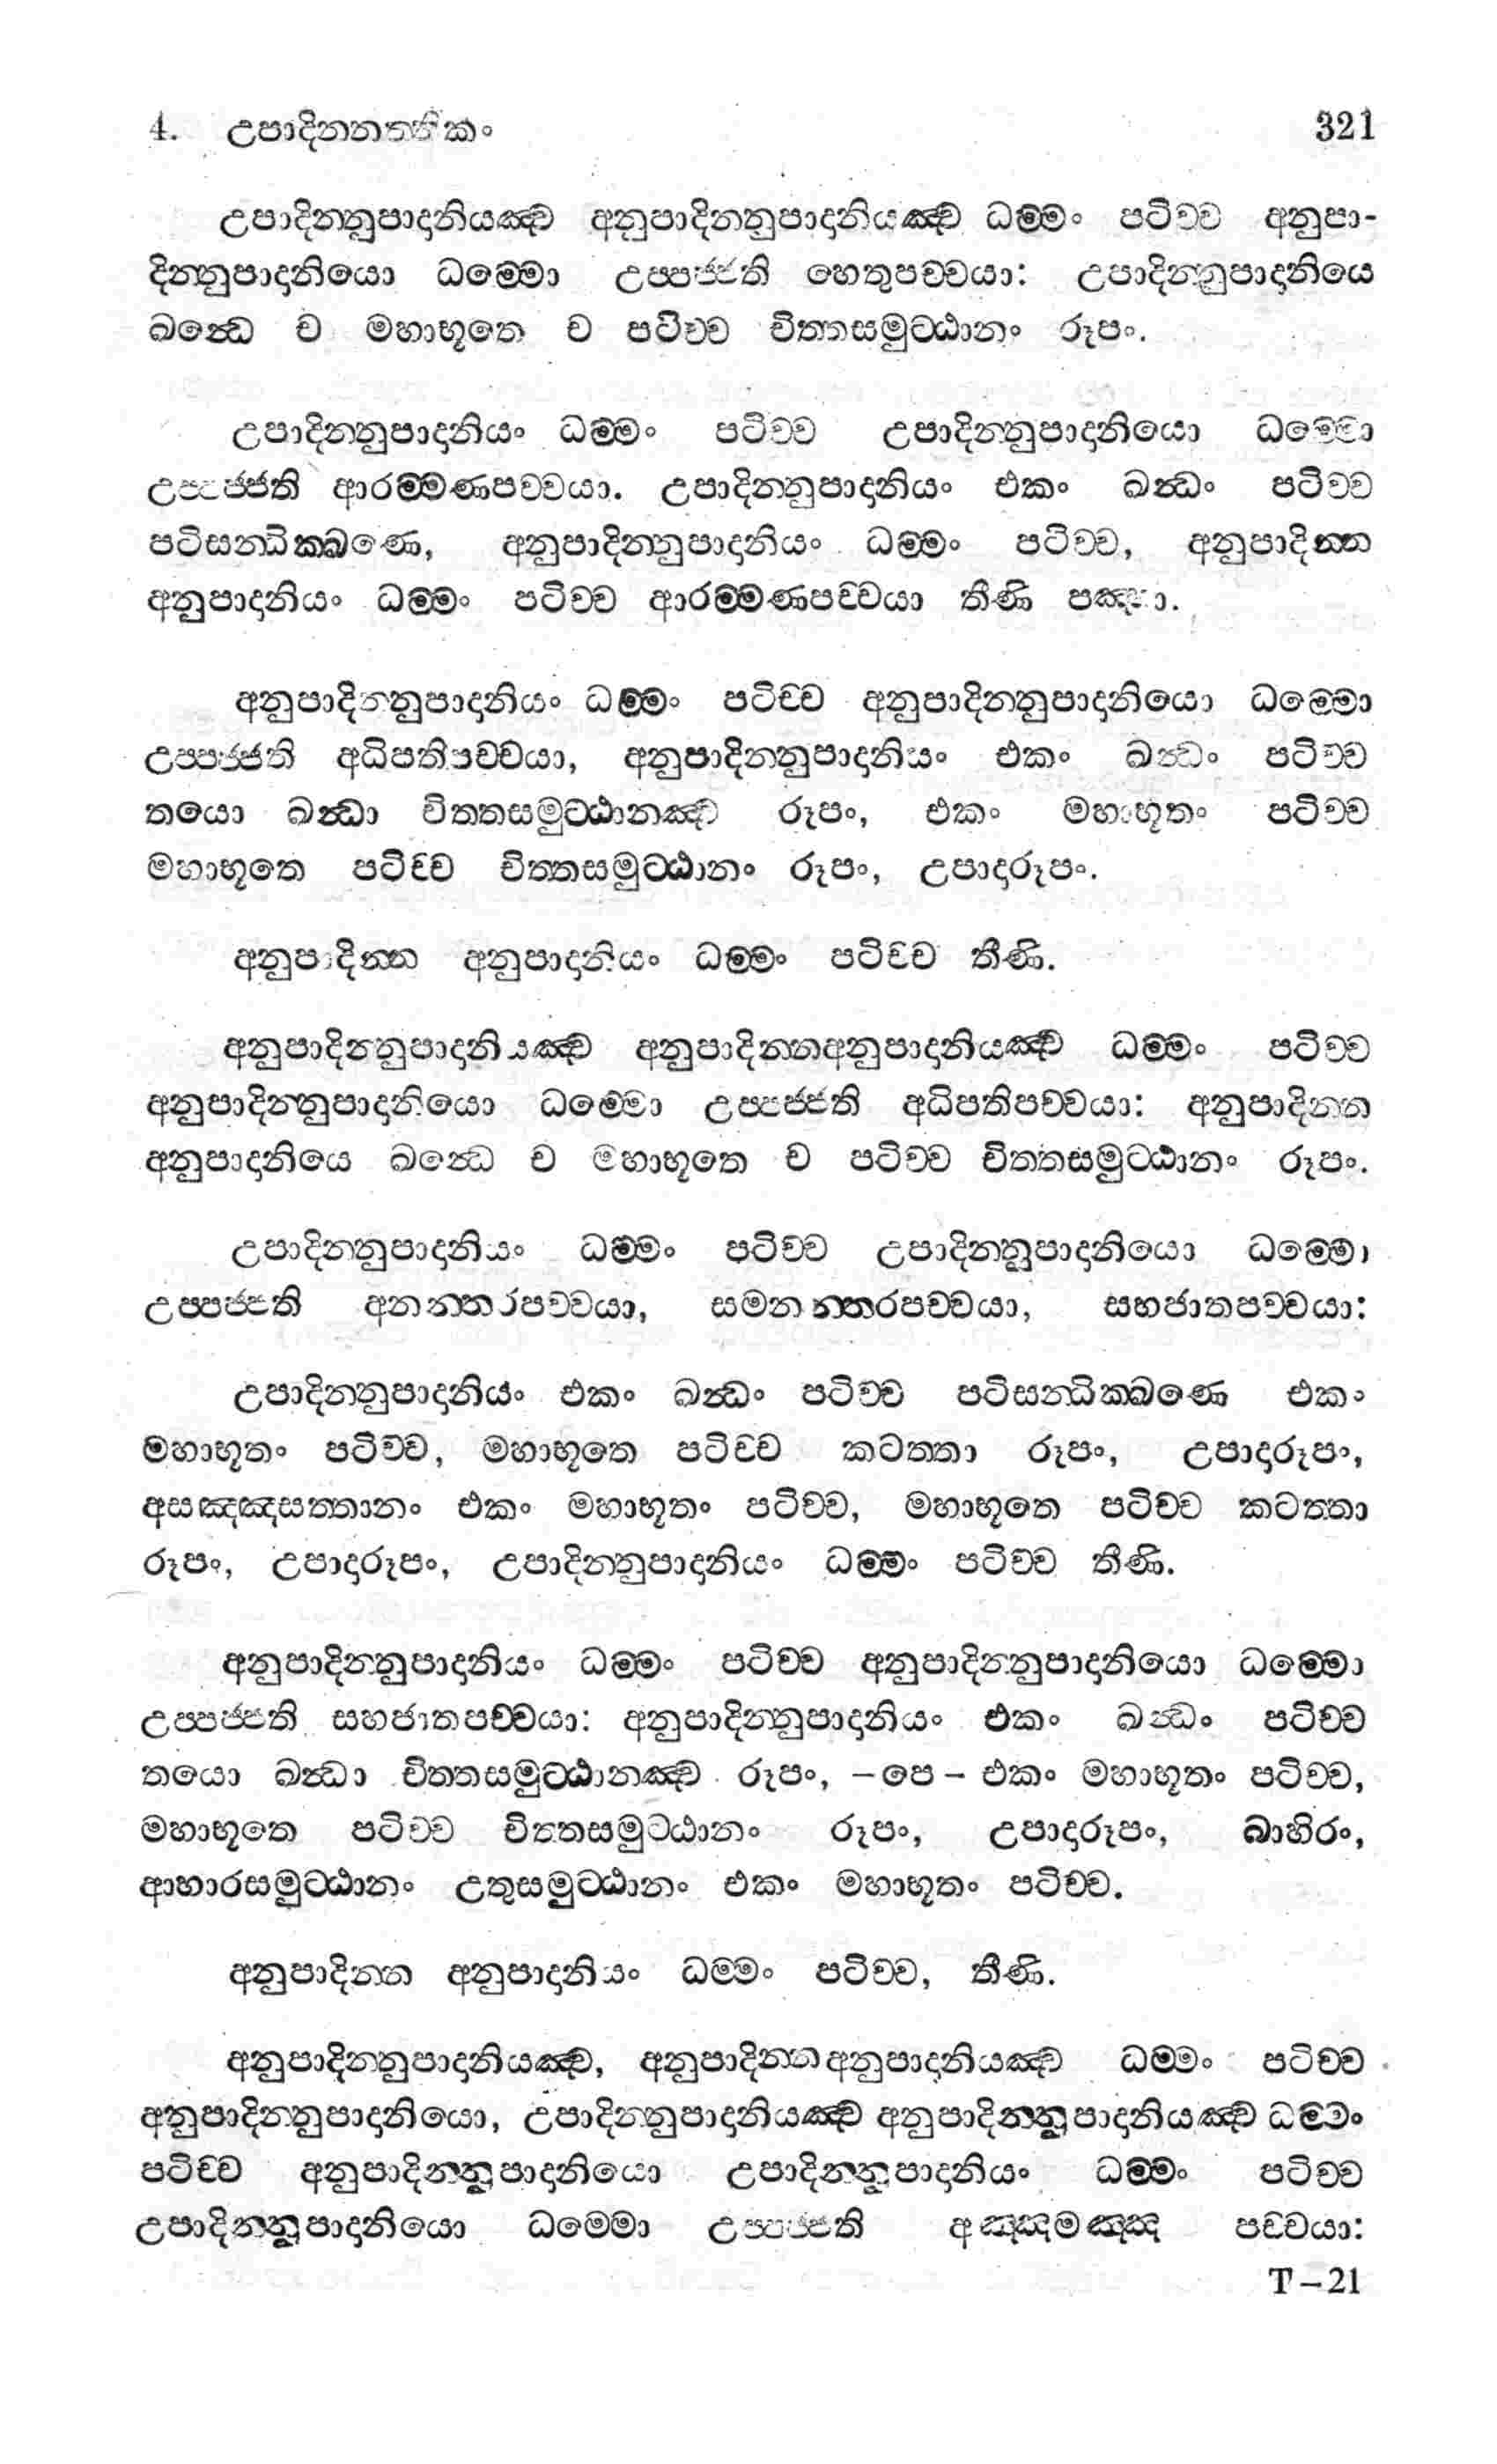 4. උපාදින්නත්තිකං 321
උපාදින්නුපාදානියඤ්ච අනුපාදින්නුපාදානියඤ්ච ධම්මං පටිච්ච අනුපා-
දින්නුපාදානියො ධම්මො උප්පජ්ජති හෙතුපච්චයා: උපාදින්නුපාදානියෙ
ඛන්ධෙ ච මහාභූතෙ ච පටිච්ච චිත්තසමුට්ඨානං රූපං.
උපාදින්නුපාදානියං ධම්මං පටිච්ච උපාදින්නුපාදානියො ධම්මො
උප්පජ්ජති ආරම්මණපච්චයා. උපාදින්නුපාදානියං එකං ඛන්ධං පටිච්ච
පටිසන්ධික්ඛණෙ, අනුපාදින්නුපාදානියං ධම්මං පටිච්ච, අනුපාදින්න
අනුපාදානියං ධම්මං පටිච්ච ආරම්මණපච්චයා තීණි පඤ්හා.
අනුපාදින්නුපාදානියං ධම්මං පටිච්ච අනුපාදින්නුපාදානියො ධම්මො
උප්පජ්ජති අධිපතිපච්චයා, අනුපාදින්නුපාදානියං එකං ඛන්ධං පටිච්ච
තයො ඛන්ධා චිත්තසමුට්ඨානඤ්ච රූපං, එකං මහාභූතං පටිච්ච
මහාභූතෙ පටිච්ච චිත්තසමුට්ඨානං රූපං, උපාදාරූපං.
අනුපාදින්න අනුපාදානියං ධම්මං පටිච්ච තීණි.
අනුපාදින්නුපාදානියඤ්ච අනුපාදින්නඅනුපාදානියඤ්ච ධම්මං පටිච්ච
අනුපාදින්නුපාදානියො ධම්මො උප්පජ්ජති අධිපතිපච්චයා: අනුපාදින්න
අනුපාදානියෙ ඛන්ධෙ ච මහාභූතෙ ච පටිච්ච චිත්තසමුට්ඨානං රූපං.
උපාදින්නුපාදානියං ධම්මං පටිච්ච උපාදින්නුපාදානියො ධම්මො
උප්පජ්ජති අනන්තරපච්චයා, සමනන්තරපච්චයා, සහජාතපච්චයා:
උපාදින්නුපාදානියං එකං ඛන්ධං පටිච්ච පටිසන්ධික්ඛණෙ එකං
මහාභූතං පටිච්ච, මහාභූතෙ පටිච්ච කටත්තා රූපං, උපාදාරූපං,
අසඤ්ඤසත්තානං එකං මහාභූතං පටිච්ච, මහාභූතෙ පටිච්ච කටත්තා
රූපං, උපාදාරූපං, උපාදින්නුපාදානියං ධම්මං පටිච්ච තීණි.
අනුපාදින්නුපාදානියං ධම්මං පටිච්ච අනුපාදින්නුපාදානියො ධම්මො
උප්පජ්ජති සහජාතපච්චයා: අනුපාදින්නුපාදානියං එකං ඛන්ධං පටිච්ච
තයො ඛන්ධා චිත්තසමුට්ඨානඤ්ච රූපං, –පෙ– එකං මහාභූතං පටිච්ච,
මහාභූතෙ පටිච්ච චිත්තසමුට්ඨානං රූපං, උපාදාරූපං, බාහිරං,
ආහාරසමුට්ඨානං උතුසමුට්ඨානං එකං මහාභූතං පටිච්ච.
අනුපාදින්න අනුපාදානියං ධම්මං පටිච්ච, තීණි.
අනුපාදින්නුපාදානියඤ්ච, අනුපාදින්නඅනුපාදානියඤ්ච ධම්මං පටිච්ච
අනුපාදින්නුපාදානියො, උපාදින්නුපාදානියඤ්ච අනුපාදින්නුපාදානියඤ්ච ධම්මං
පටිච්ච අනුපාදින්නුපාදානියො උපාදින්නුපාදානියං ධම්මං පටිච්ච
උපාදින්නුපාදානියො ධම්මො උප්පජ්ජති අඤ්ඤමඤ්ඤ පච්චයා:
T–21